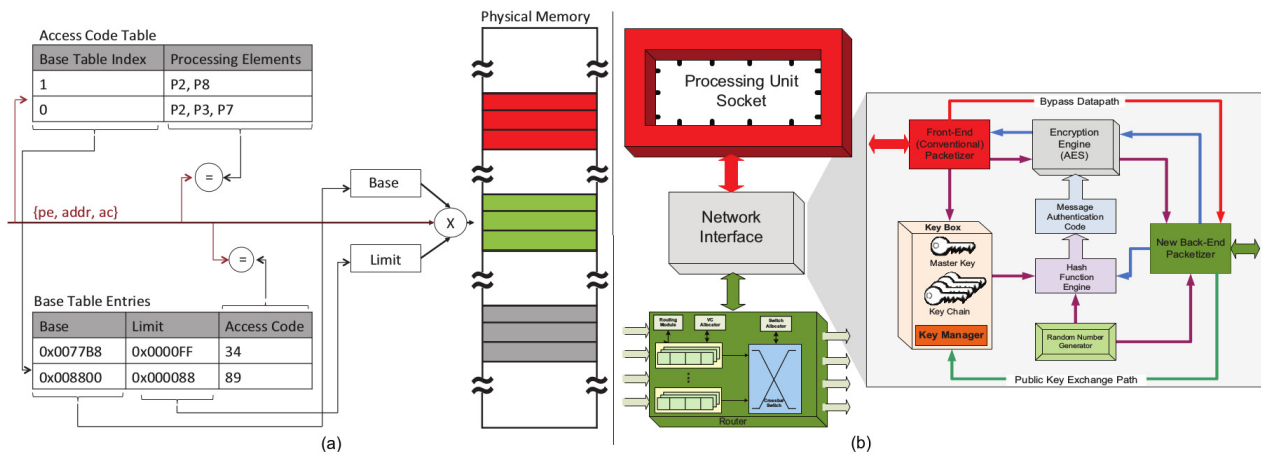 Physical Memory
Access Code Table
Base Table Index Processing Elements
1 P2, P8
0 P2, P3, P7
=
{pe, addr, ac}
=
Base
Limit
X
Base Table Entries
Base Limit Access Code
0x0077B8 0x0000FF 34
0x008800 0x000088 89
(a)
Processing Unit
Socket
Network
Interface
Routing
Module
VC
Allocator
Switch
Allocator
Crossbar
Switch
Router
Bypass Datapath
Front-End
(Conventional)
Packetizer
Encryption
Engine
(AES)
Message
Authentication
Code
Key Box
Master Key
Key Chain
Key Manager
Hash
Function
Engine
New Back-End
Packetizer
Random Number
Generator
Public Key Exchange Path
(b)